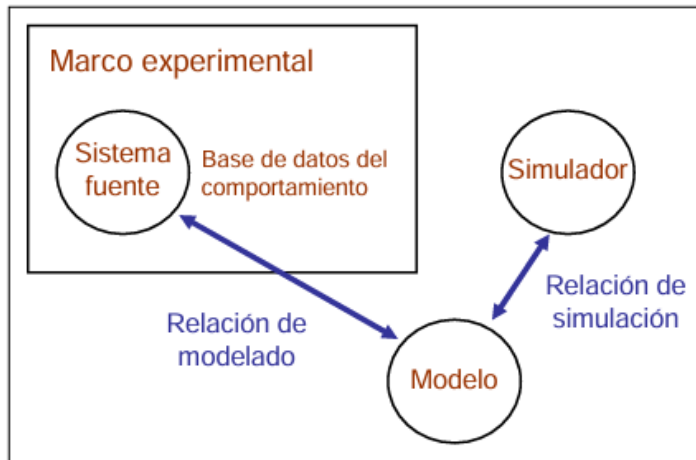 Marco experimental
Sistema
fuente
Base de datos del
comportamiento
Simulador
Relación de
modelado
Relación de
simulación
Modelo